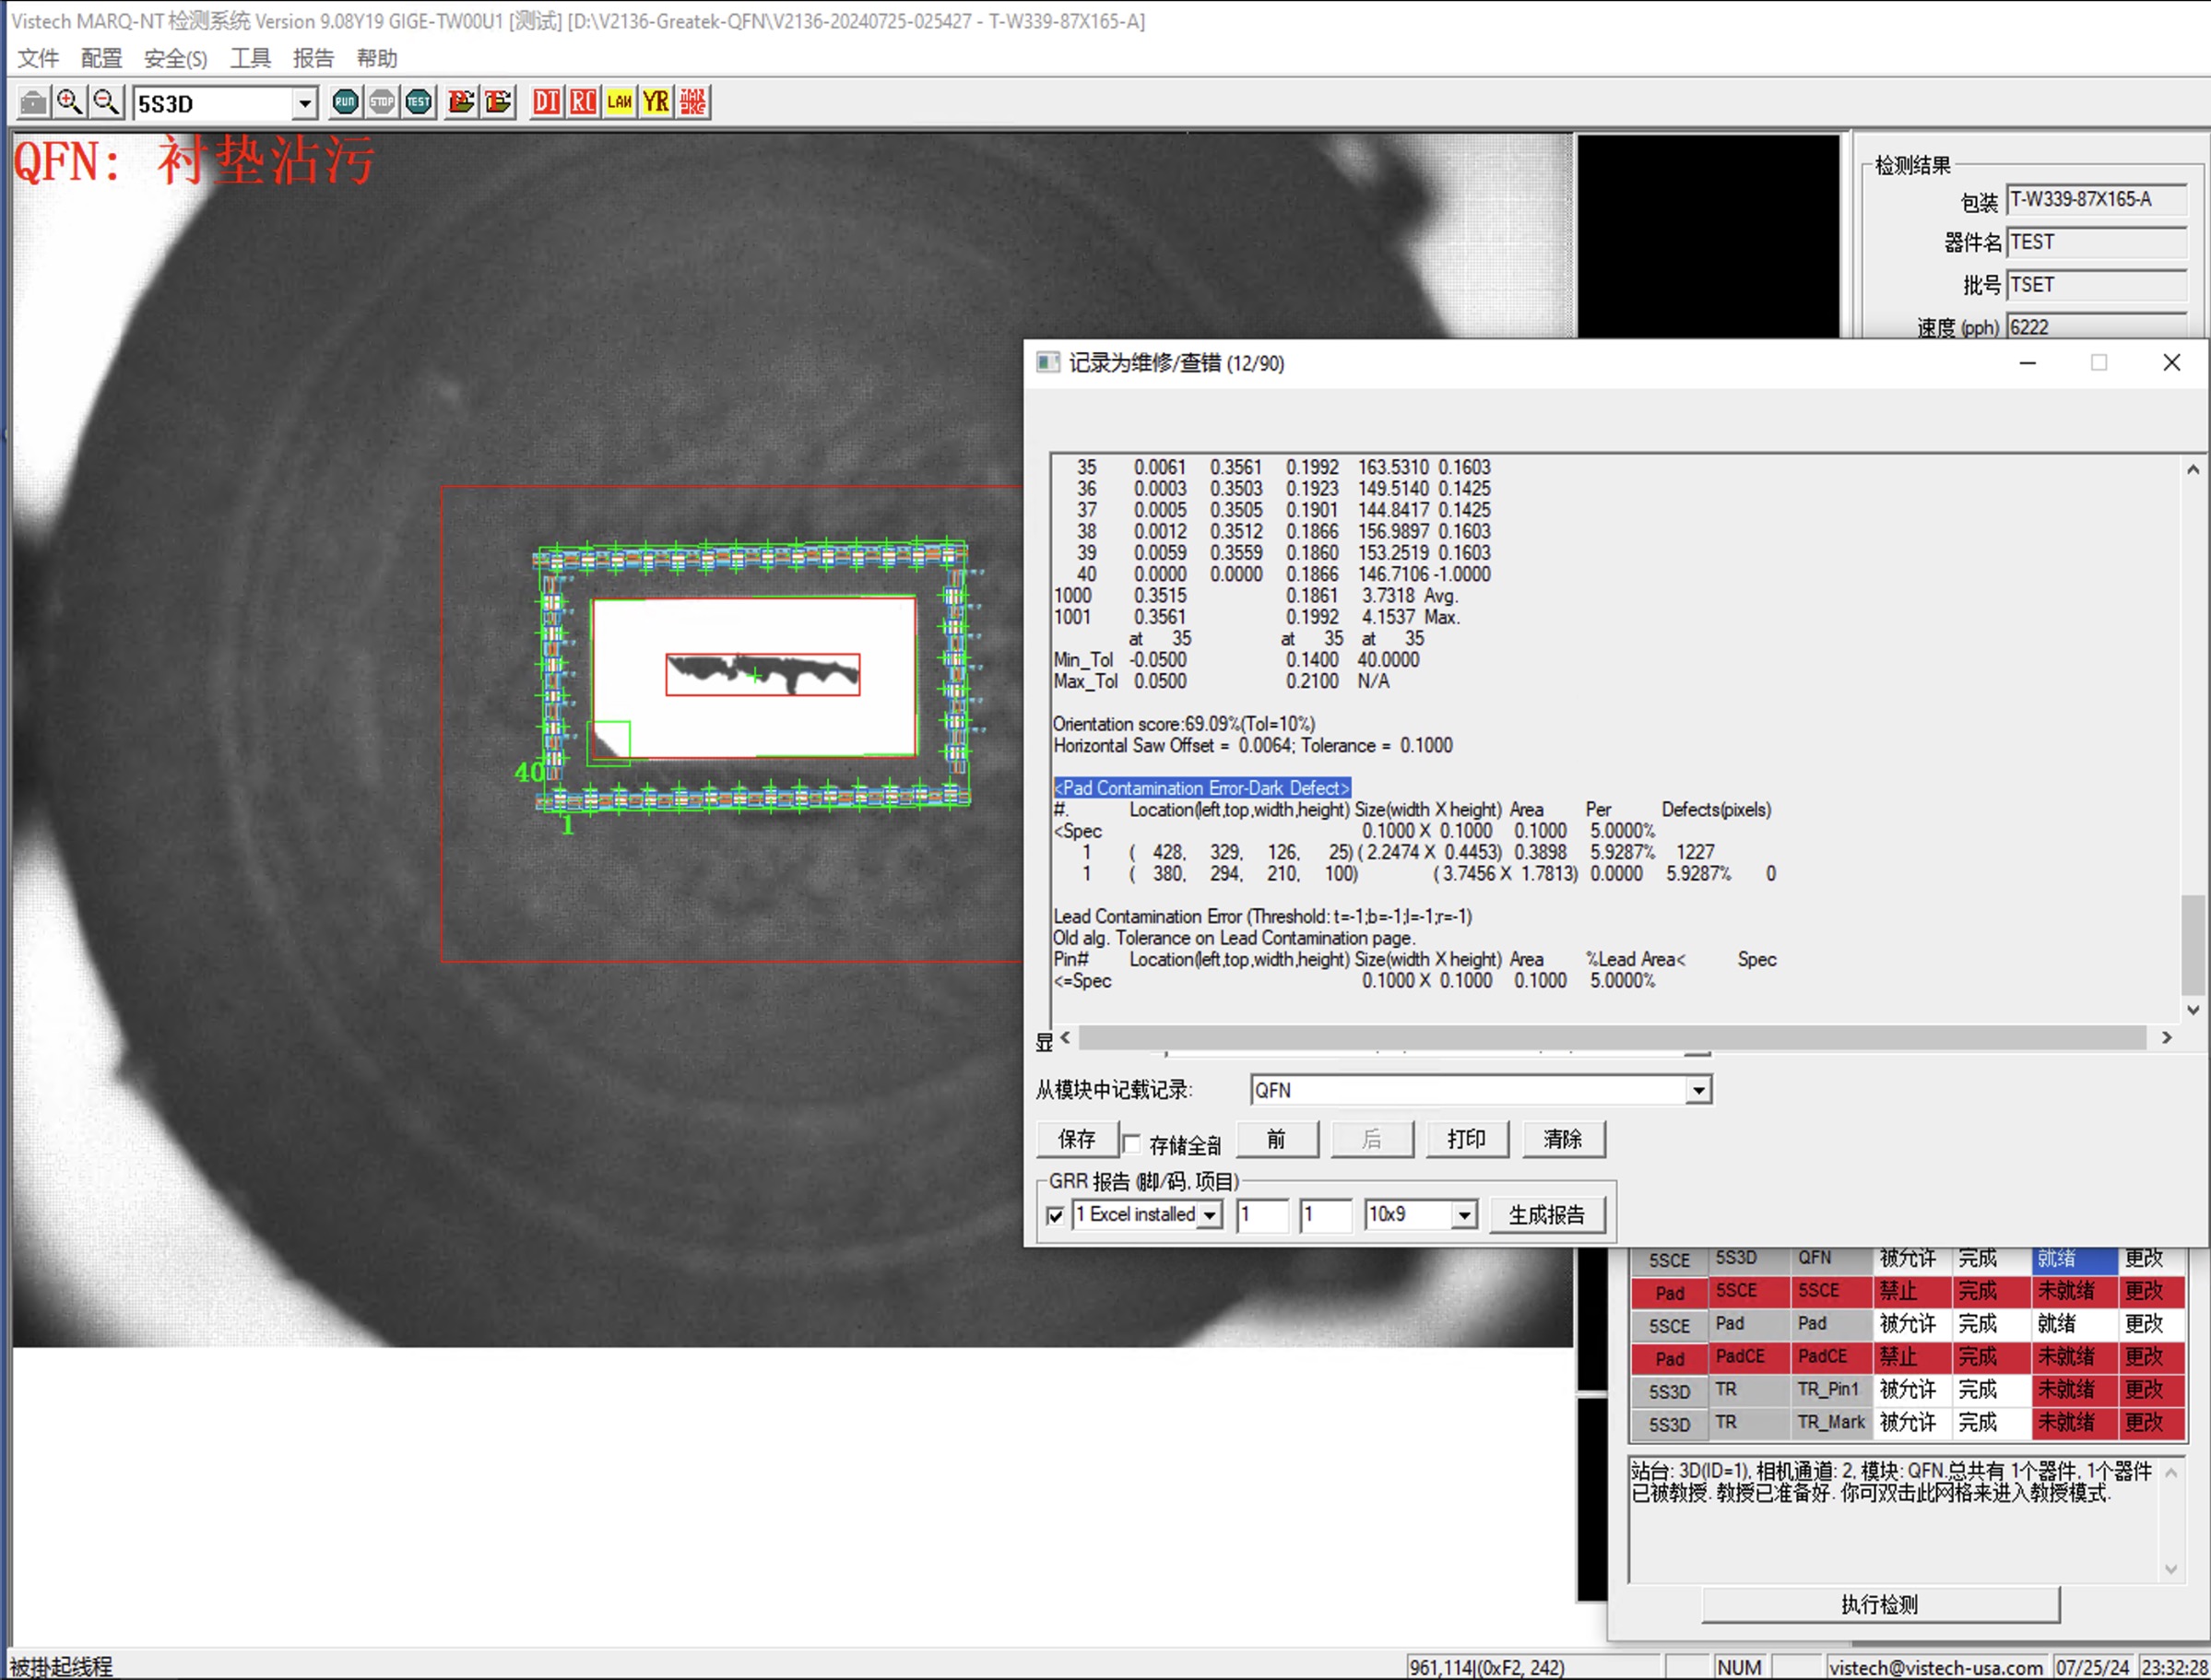 Vistech MARQ-NT 检测系统 Version 9.08Y19 GIGE-TW00U1 [测试] [D:\V2136-Greatek-QFN\V2136-20240725-025427 - T-W339-87X165-A]
文件 配置 安全(S) 工具 报告 帮助
5S3D RUN STOP TEST DT RC LAW YR
QFN: 衬垫沾污
检测结果
包装 T-W339-87X165-A
器件名 TEST
批号 TSET
速度 (pph) 6222
40
1
记录为维修/查错 (12/90)
35 0.0061 0.3561 0.1992 163.5310 0.1603
36 0.0003 0.3503 0.1923 149.5140 0.1425
37 0.0005 0.3505 0.1901 144.8417 0.1425
38 0.0012 0.3512 0.1866 156.9897 0.1603
39 0.0059 0.3559 0.1860 153.2519 0.1603
40 0.0000 0.0000 0.1866 146.7106 -1.0000
1000 0.3515 0.1861 3.7318 Avg.
1001 0.3561 0.1992 4.1537 Max.
at 35 at 35 at 35
Min_Tol -0.0500 0.1400 40.0000
Max_Tol 0.0500 0.2100 N/A
Orientation score:69.09%(Tol=10%)
Horizontal Saw Offset = 0.0064; Tolerance = 0.1000
<Pad Contamination Error-Dark Defect>
#. Location(left,top,width,height) Size(width X height) Area Per Defects(pixels)
<Spec 0.1000 X 0.1000 0.1000 5.0000%
1 ( 428, 329, 126, 25) ( 2.2474 X 0.4453) 0.3898 5.9287% 1227
1 ( 380, 294, 210, 100) ( 3.7456 X 1.7813) 0.0000 5.9287% 0
Lead Contamination Error (Threshold: t=-1;b=-1;l=-1;r=-1)
Old alg. Tolerance on Lead Contamination page.
Pin# Location(left,top,width,height) Size(width X height) Area %Lead Area< Spec
<=Spec 0.1000 X 0.1000 0.1000 5.0000%
显
从模块中记载记录: QFN
保存 存储全部 前 后 打印 清除
GRR 报告 (脚/码, 项目)
1 Excel installed 1 1 10x9 生成报告
5SCE 5S3D QFN 被允许 完成 就绪 更改
Pad 5SCE 5SCE 禁止 完成 未就绪 更改
5SCE Pad Pad 被允许 完成 就绪 更改
Pad PadCE PadCE 禁止 完成 未就绪 更改
5S3D TR TR_Pin1 被允许 完成 未就绪 更改
5S3D TR TR_Mark 被允许 完成 未就绪 更改
站台: 3D(ID=1), 相机通道: 2, 模块: QFN.总共有 1个器件, 1个器件
已被教授. 教授已准备好. 你可双击此网格来进入教授模式.
执行检测
被掛起线程 961,114|(0xF2, 242) NUM vistech@vistech-usa.com 07/25/24 23:32:28